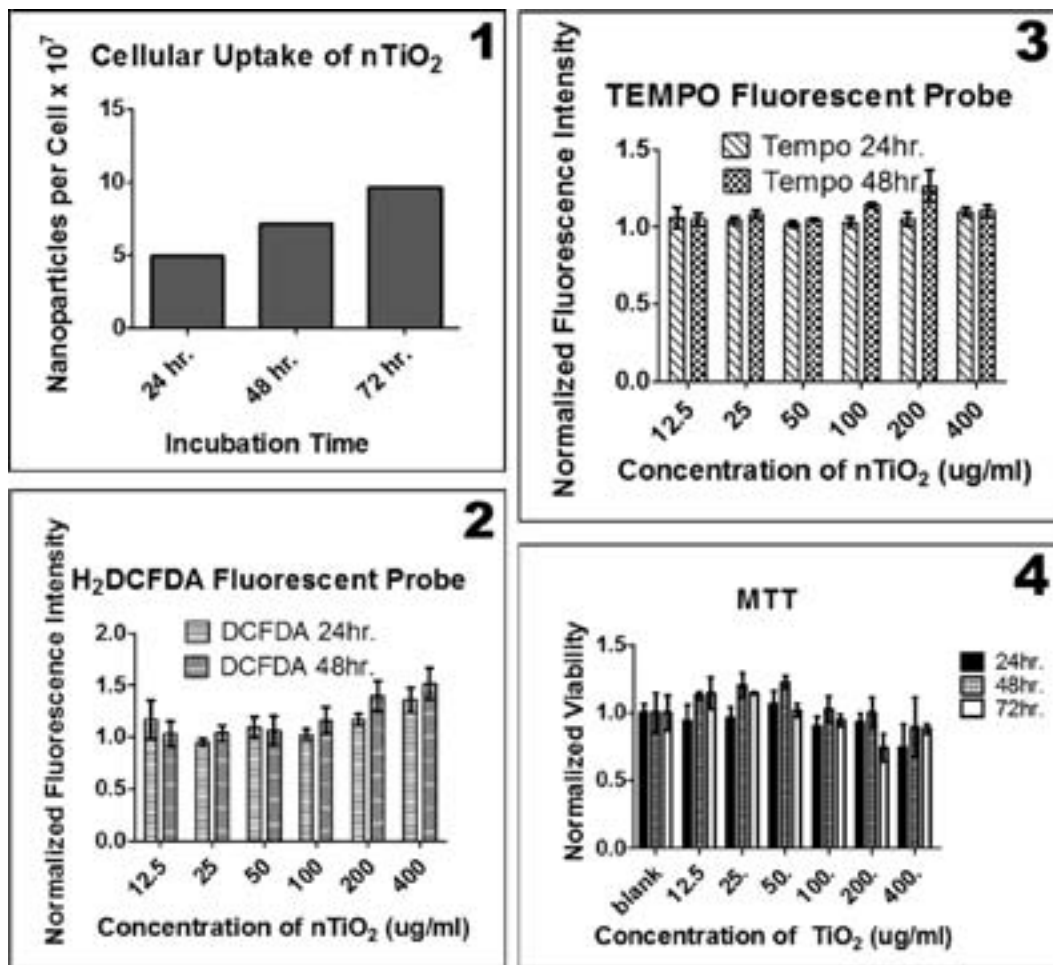 1
Cellular Uptake of nTiO₂
Nanoparticles per Cell x 10⁷
15
10
5
0
24 hr.
48 hr.
72 hr.
Incubation Time
2
H₂DCFDA Fluorescent Probe
Normalized Fluorescence Intensity
DCFDA 24hr.
DCFDA 48hr.
2.0
1.5
1.0
0.5
0.0
12.5
25
50
100
200
400
Concentration of nTiO₂ (ug/ml)
3
TEMPO Fluorescent Probe
Normalized Fluorescence Intensity
Tempo 24hr.
Tempo 48hr.
1.5
1.0
0.5
0.0
12.5
25
50
100
200
400
Concentration of nTiO₂ (ug/ml)
4
MTT
Normalized Viability
24hr.
48hr.
72hr.
1.5
1.0
0.5
0.0
blank
12.5
25.
50.
100.
200.
400.
Concentration of TiO₂ (ug/ml)